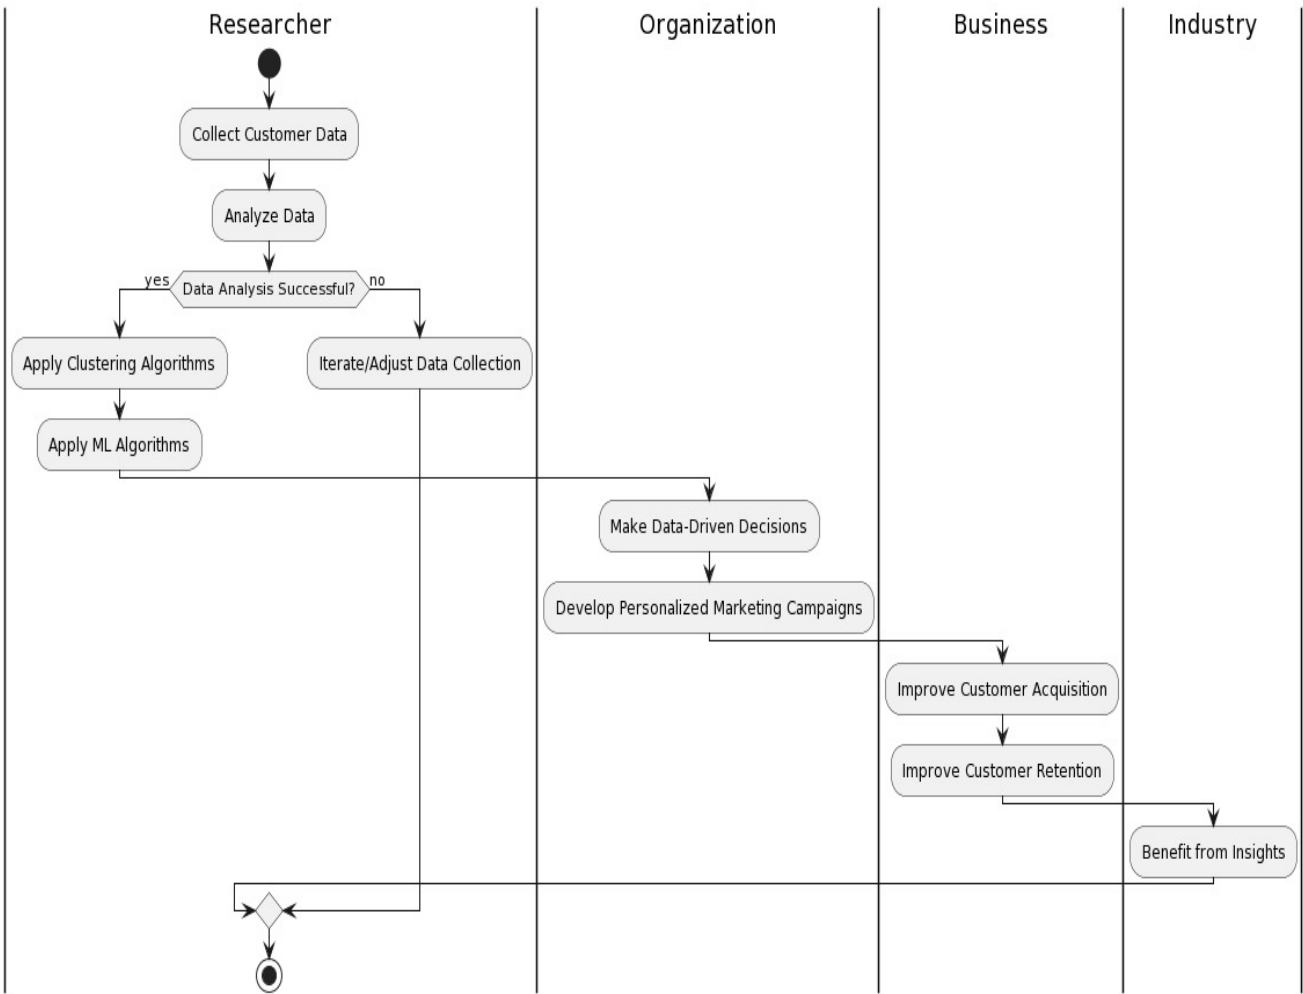 Researcher
Organization
Business
Industry
Collect Customer Data
Analyze Data
yes
Data Analysis Successful?
no
Apply Clustering Algorithms
Iterate/Adjust Data Collection
Apply ML Algorithms
Make Data-Driven Decisions
Develop Personalized Marketing Campaigns
Improve Customer Acquisition
Improve Customer Retention
Benefit from Insights